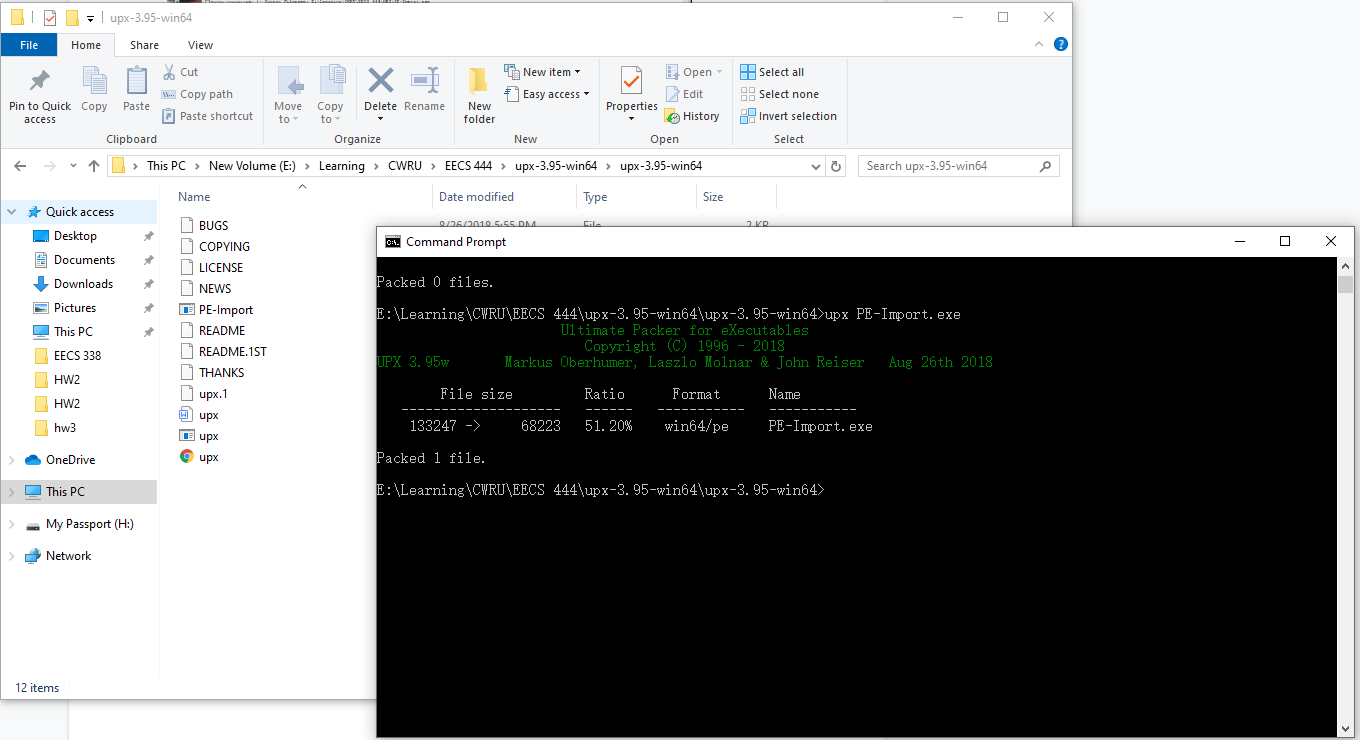 upx-3.95-win64
File Home Share View
Pin to Quick access
Copy
Paste
Cut
Copy path
Paste shortcut
Clipboard
Move to
Copy to
Delete
Rename
Organize
New folder
New item
Easy access
New
Properties
Open
Edit
History
Open
Select all
Select none
Invert selection
Select
This PC > New Volume (E:) > Learning > CWRU > EECS 444 > upx-3.95-win64 > upx-3.95-win64
Search upx-3.95-win64
Quick access
Desktop
Documents
Downloads
Pictures
This PC
EECS 338
HW2
HW2
hw3
OneDrive
This PC
My Passport (H:)
Network
Name Date modified Type Size
BUGS 8/26/2018 5:55 PM File 2 KB
COPYING
LICENSE
NEWS
PE-Import
README
README.1ST
THANKS
upx.1
upx
upx
upx
12 items
Command Prompt
Packed 0 files.
E:\Learning\CWRU\EECS 444\upx-3.95-win64\upx-3.95-win64>upx PE-Import.exe
Ultimate Packer for eXecutables
Copyright (C) 1996 - 2018
UPX 3.95w Markus Oberhumer, Laszlo Molnar & John Reiser Aug 26th 2018
File size Ratio Format Name
-------------------- ------ ----------- -----------
133247 -> 68223 51.20% win64/pe PE-Import.exe
Packed 1 file.
E:\Learning\CWRU\EECS 444\upx-3.95-win64\upx-3.95-win64>